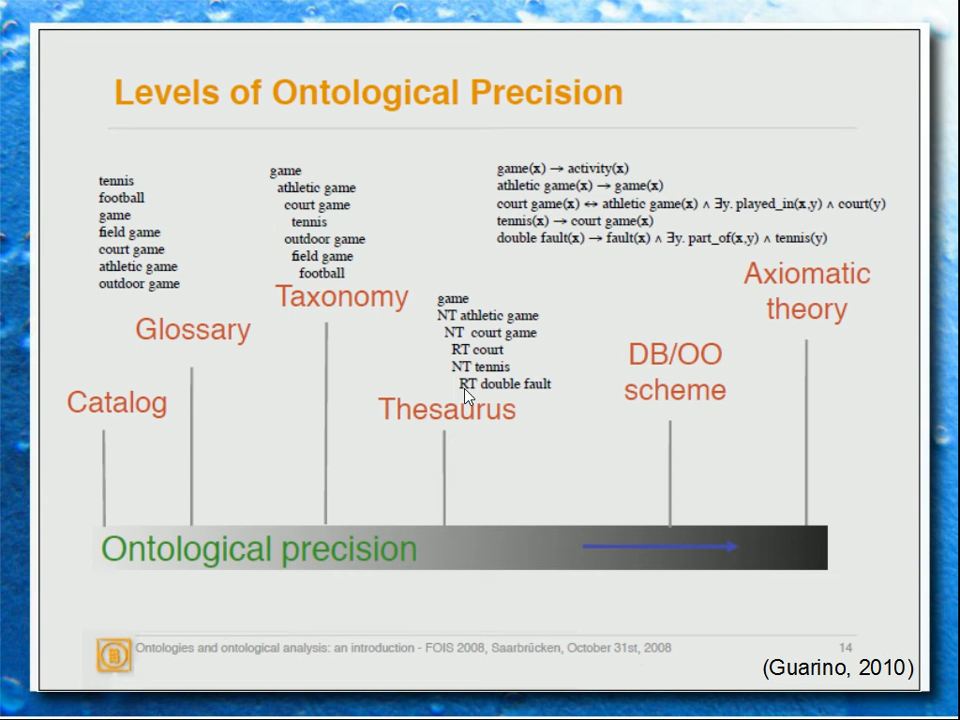 Levels of Ontological Precision
tennis
football
game
field game
court game
athletic game
outdoor game
Glossary
Catalog
game
athletic game
court game
tennis
outdoor game
field game
football
Taxonomy
game
NT athletic game
NT court game
RT court
NT tennis
RT double fault
Thesaurus
game(x) → activity(x)
athletic game(x) → game(x)
court game(x) ↔ athletic game(x) ∧ ∃y. played_in(x,y) ∧ court(y)
tennis(x) → court game(x)
double fault(x) → fault(x) ∧ ∃y. part_of(x,y) ∧ tennis(y)
Axiomatic
theory
DB/OO
scheme
Ontological precision
Ontologies and ontological analysis: an introduction - FOIS 2008, Saarbrücken, October 31st, 2008
14
(Guarino, 2010)